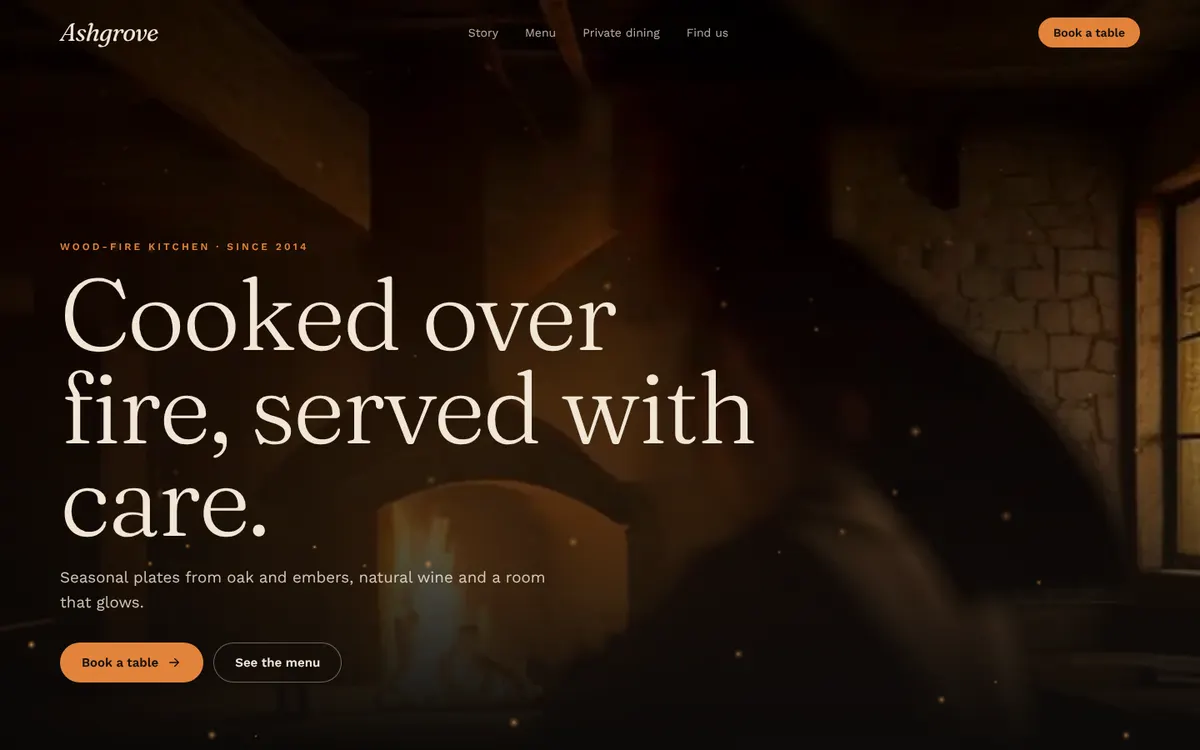 Ashgrove
Story
Menu
Private dining
Find us
Book a table
WOOD-FIRE KITCHEN · SINCE 2014
Cooked over
fire, served with
care.
Seasonal plates from oak and embers, natural wine and a room
that glows.
Book a table →
See the menu